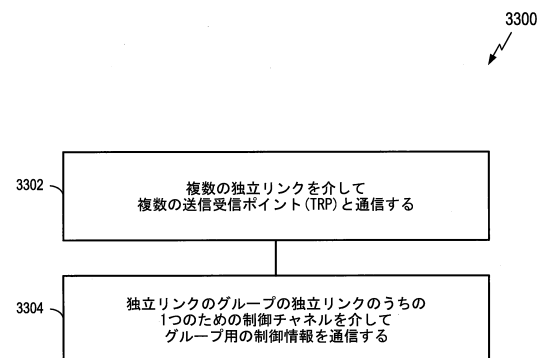 3300
3302
複数の独立リンクを介して
複数の送信受信ポイント(TRP)と通信する
3304
独立リンクのグループの独立リンクのうちの
1つのための制御チャネルを介して
グループ用の制御情報を通信する